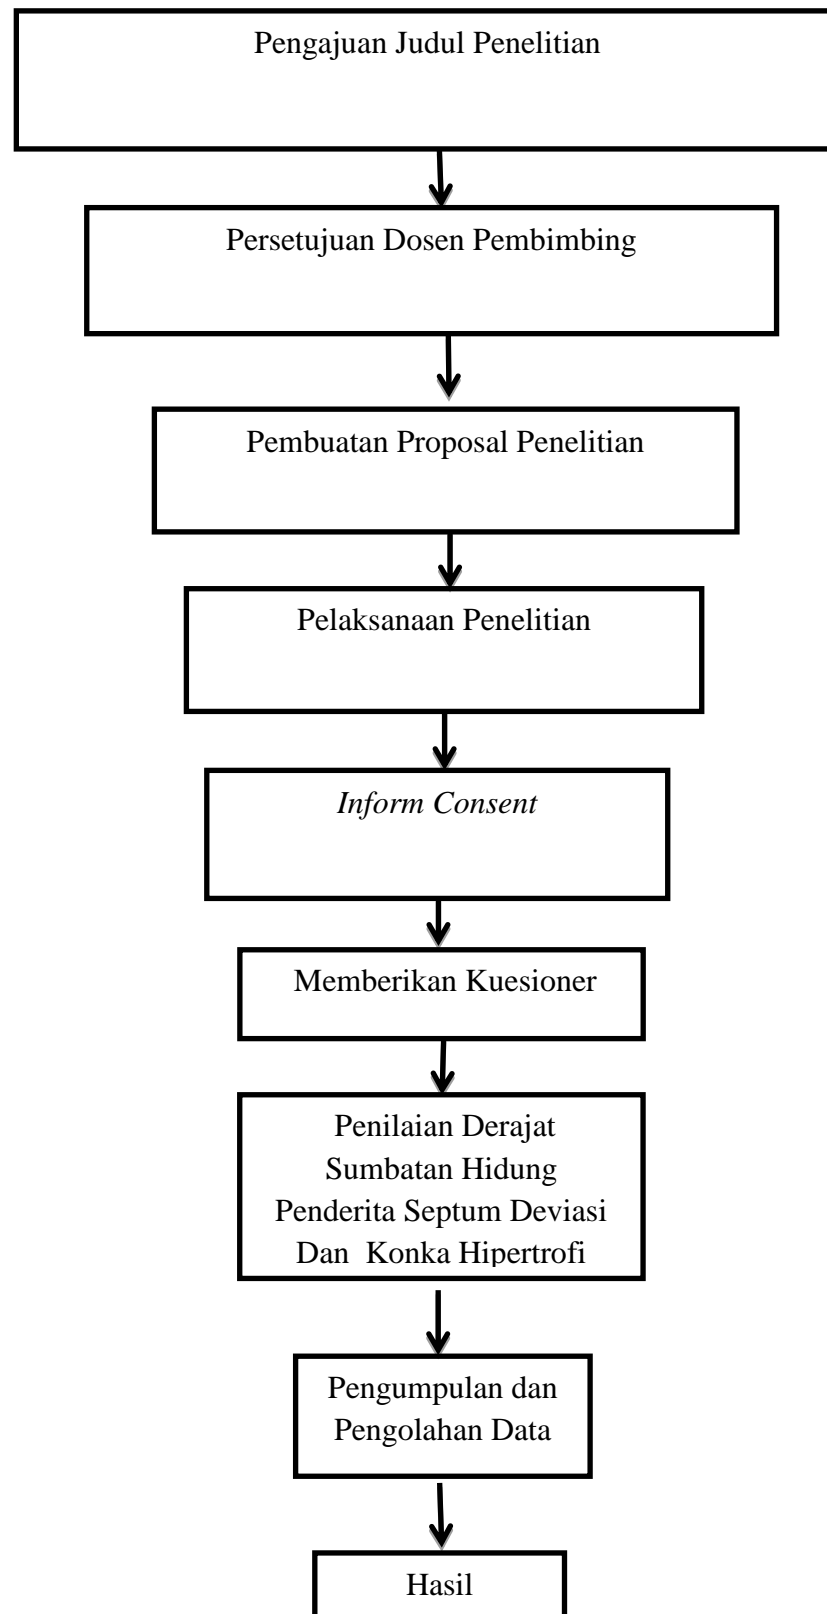 Pengajuan Judul Penelitian
Persetujuan Dosen Pembimbing
Pembuatan Proposal Penelitian
Pelaksanaan Penelitian
Inform Consent
Memberikan Kuesioner
Penilaian Derajat
Sumbatan Hidung
Penderita Septum Deviasi
Dan  Konka Hipertrofi
Pengumpulan dan
Pengolahan Data
Hasil